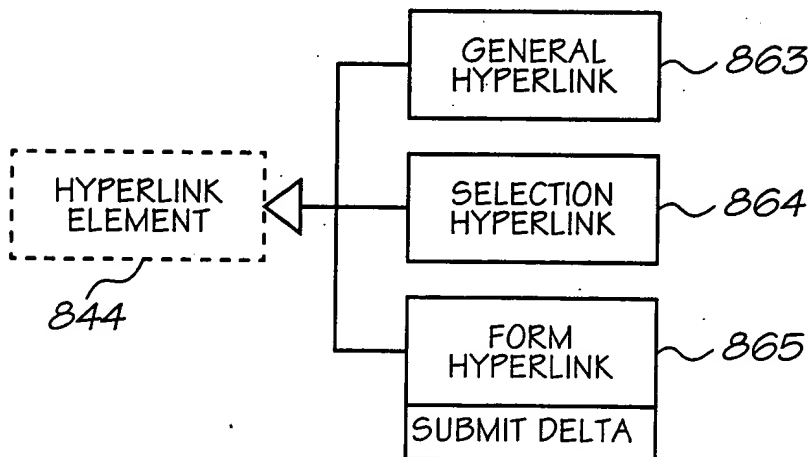 GENERAL
HYPERLINK
863
HYPERLINK
ELEMENT
844
SELECTION
HYPERLINK
864
FORM
HYPERLINK
865
SUBMIT DELTA